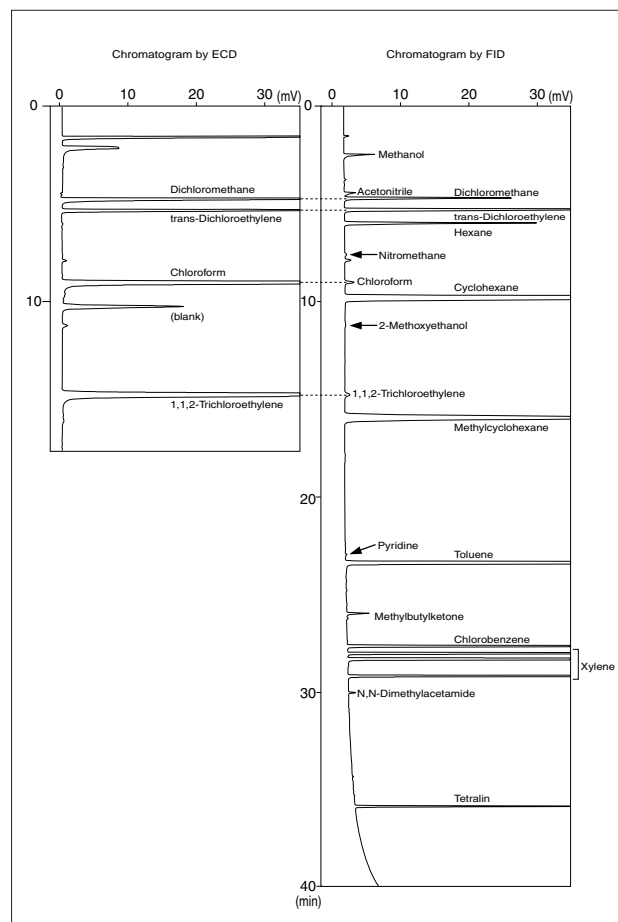 Chromatogram by ECD
0 10 20 30 (mV)
0
Dichloromethane
trans-Dichloroethylene
Chloroform
10
(blank)
1,1,2-Trichloroethylene
Chromatogram by FID
0 10 20 30 (mV)
0
Methanol
Acetonitrile
Dichloromethane
trans-Dichloroethylene
Hexane
Nitromethane
Chloroform
Cyclohexane
10
2-Methoxyethanol
1,1,2-Trichloroethylene
Methylcyclohexane
20
Pyridine
Toluene
Methylbutylketone
Chlorobenzene
Xylene
30
N,N-Dimethylacetamide
Tetralin
40
(min)